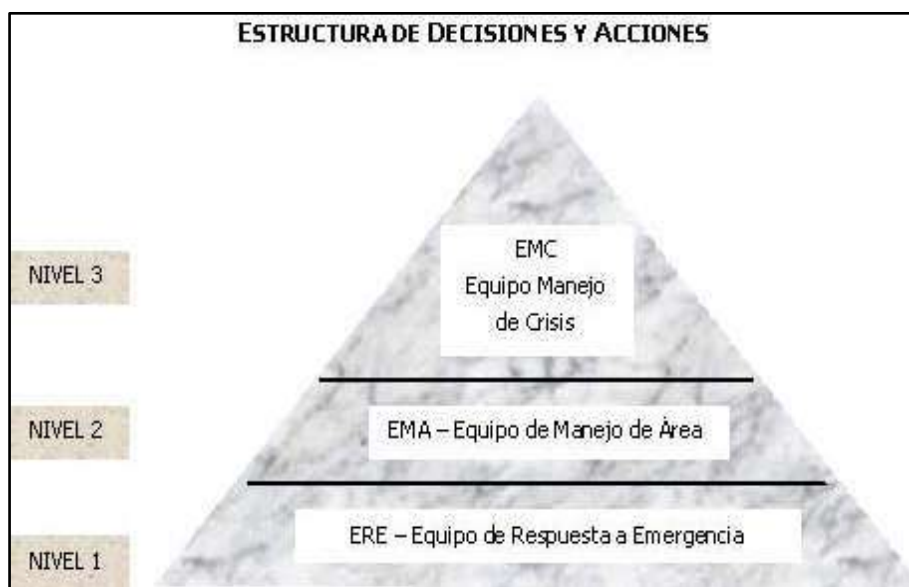 ESTRUCTURA DE DECISIONES Y ACCIONES
NIVEL 3
EMC
Equipo Manejo
de Crisis
NIVEL 2
EMA – Equipo de Manejo de Área
NIVEL 1
ERE – Equipo de Respuesta a Emergencia